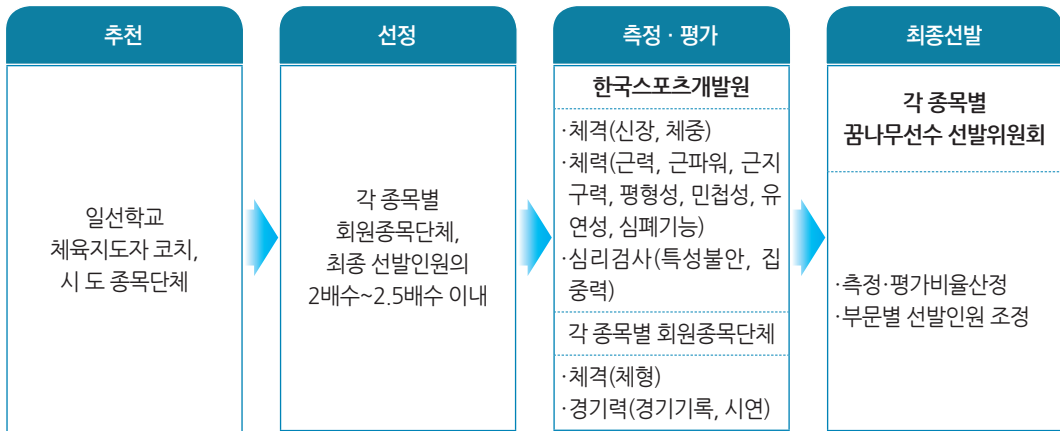 추천
일선학교
체육지도자 코치,
시 도 종목단체
선정
각 종목별
회원종목단체,
최종 선발인원의
2배수~2.5배수 이내
측정 · 평가
한국스포츠개발원
·체격(신장, 체중)
·체력(근력, 근파워, 근지
구력, 평형성, 민첩성, 유
연성, 심폐기능)
·심리검사(특성불안, 집
중력)
각 종목별 회원종목단체
·체격(체형)
·경기력(경기기록, 시연)
최종선발
각 종목별
꿈나무선수 선발위원회
·측정·평가비율산정
·부문별 선발인원 조정